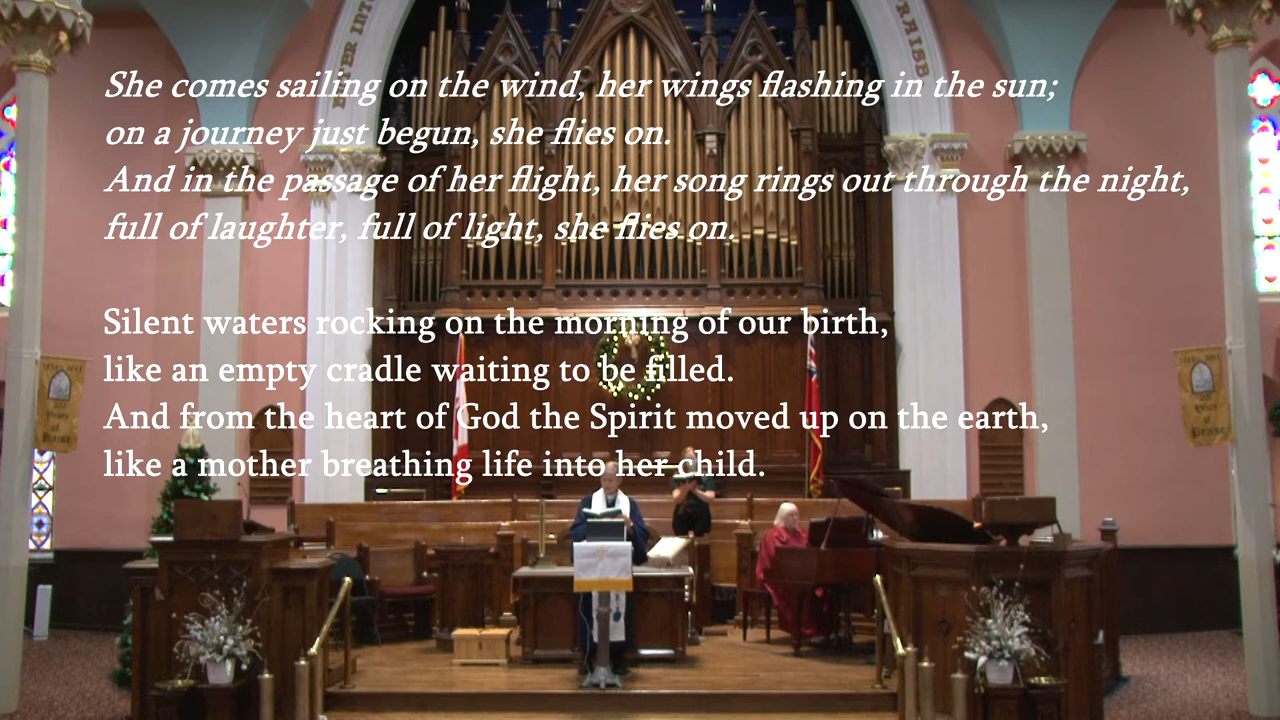 ER INTO
RAISE
She comes sailing on the wind, her wings flashing in the sun;
on a journey just begun, she flies on.
And in the passage of her flight, her song rings out through the night,
full of laughter, full of light, she flies on.
Silent waters rocking on the morning of our birth,
like an empty cradle waiting to be filled.
And from the heart of God the Spirit moved up on the earth,
like a mother breathing life into her child.